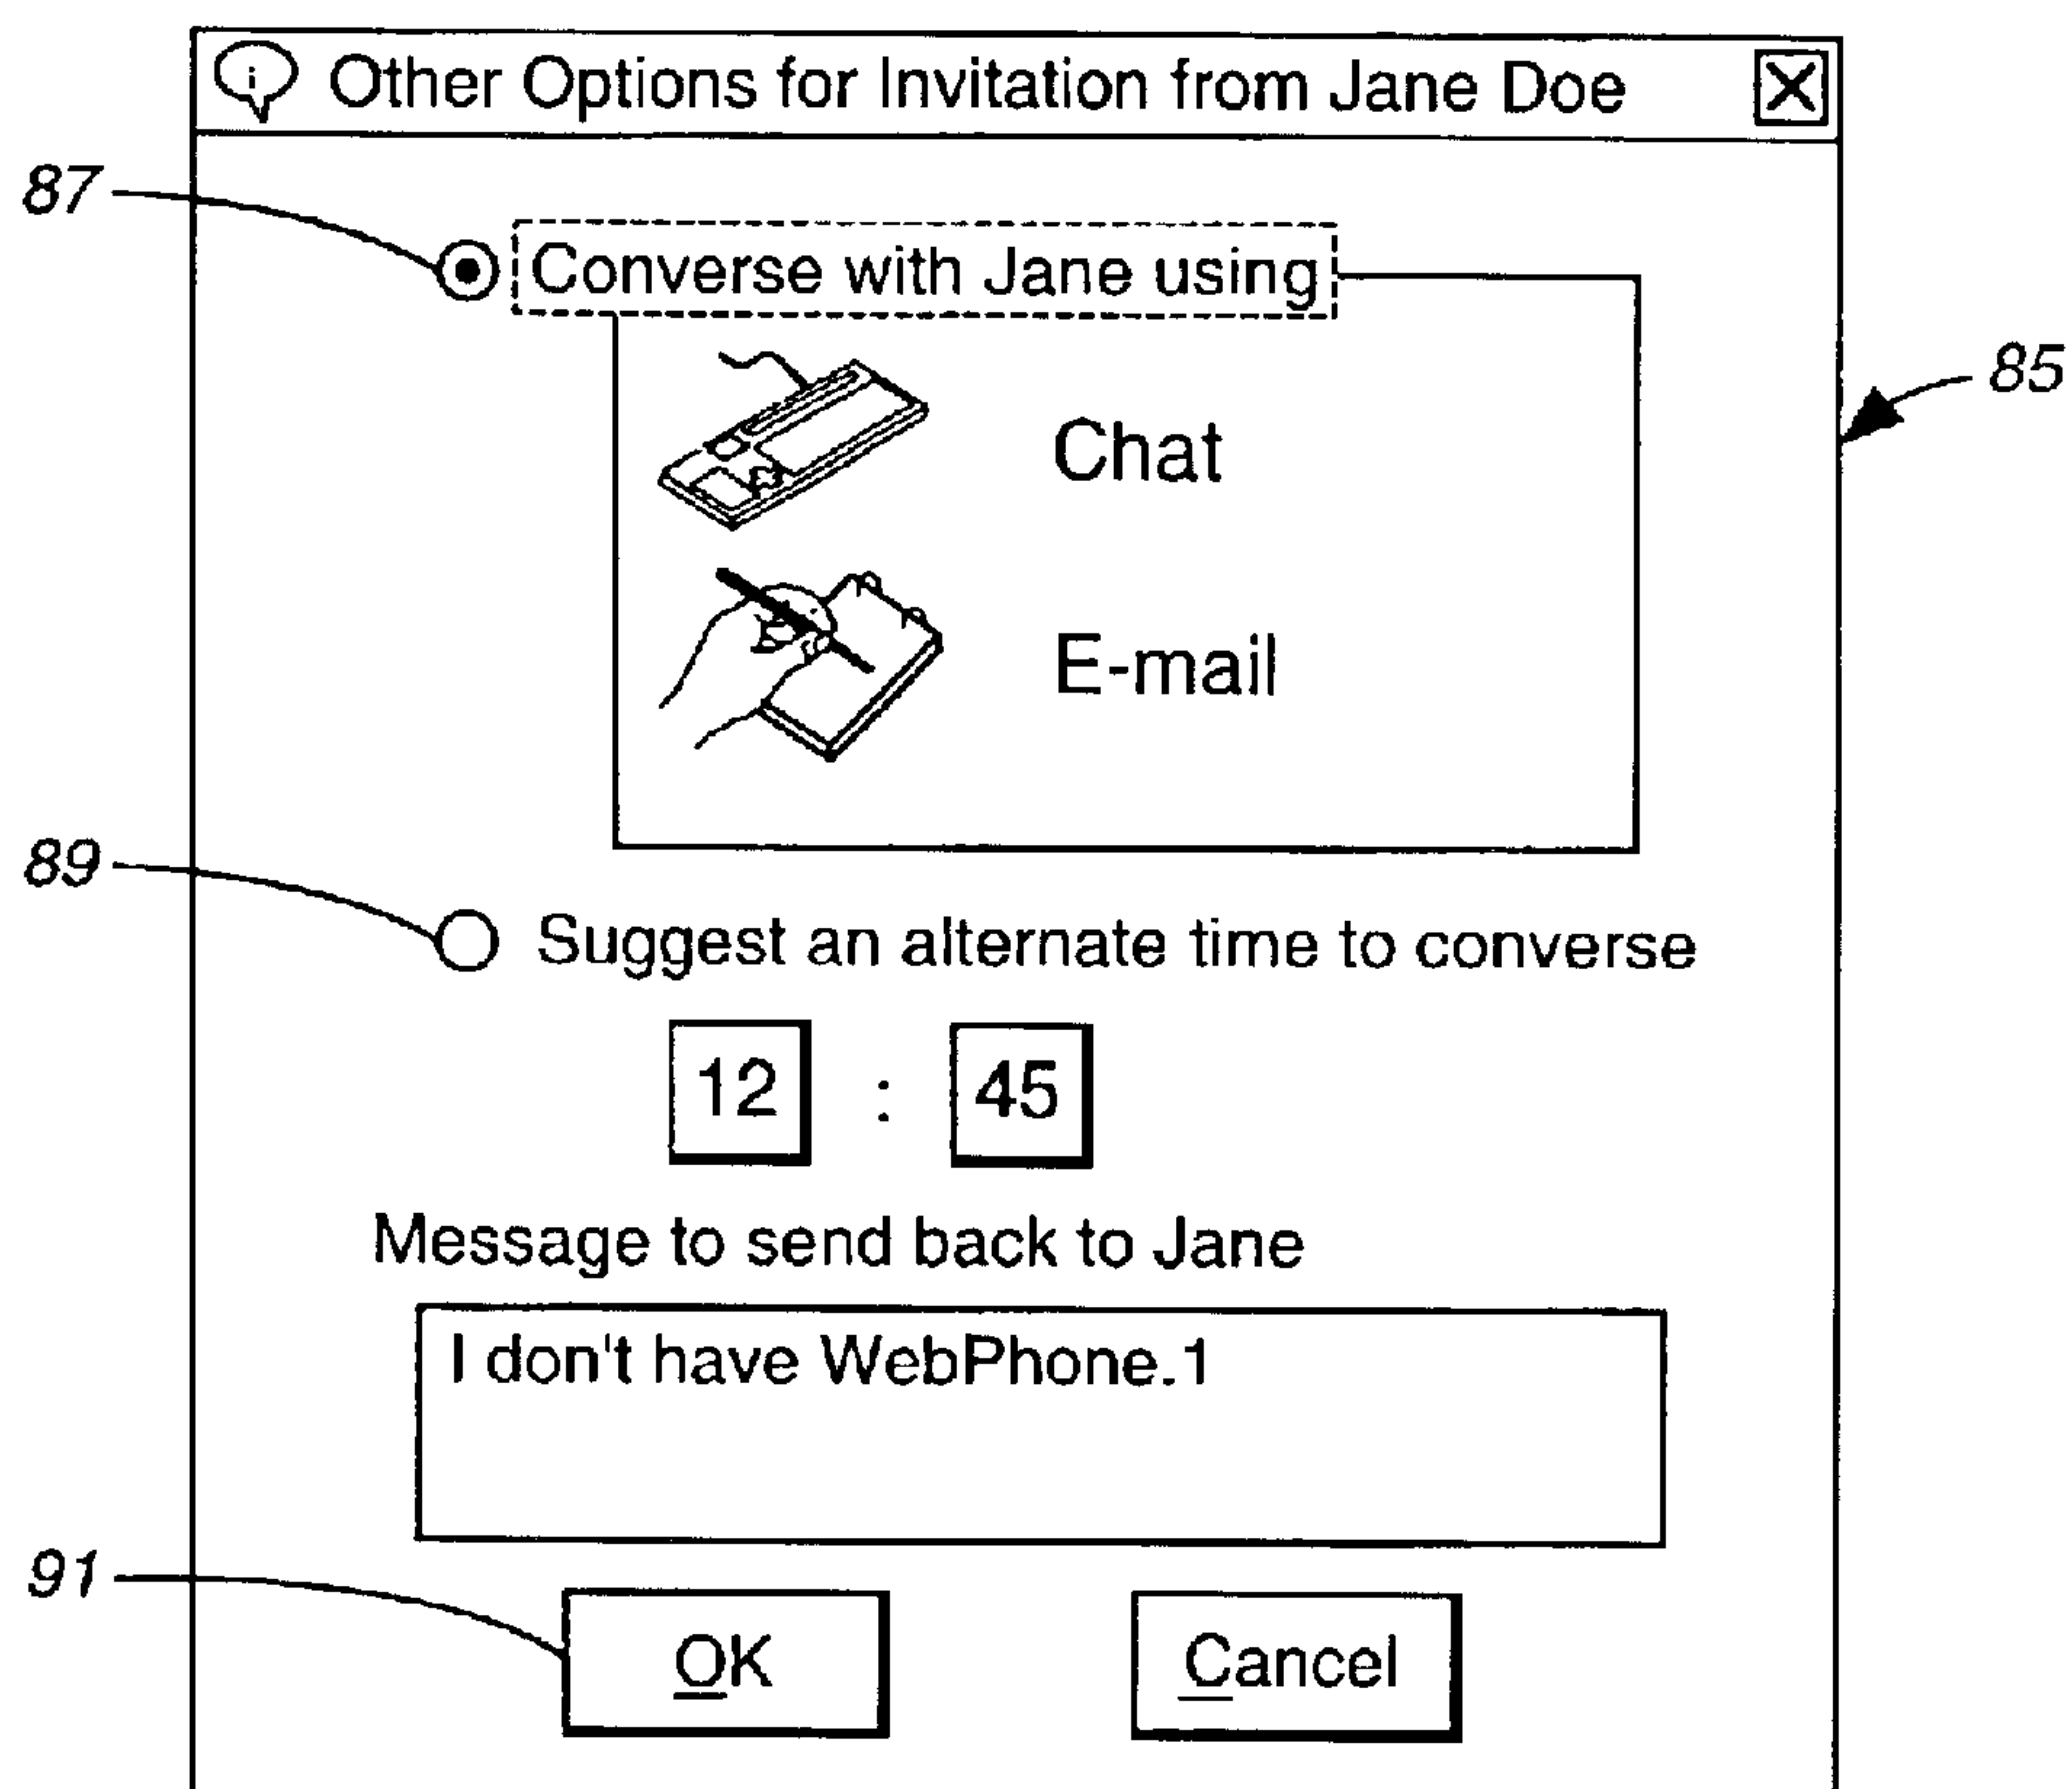 i Other Options for Invitation from Jane Doe X
87
Converse with Jane using
85
Chat
E-mail
89
Suggest an alternate time to converse
12 : 45
Message to send back to Jane
I don't have WebPhone.1
91
OK Cancel